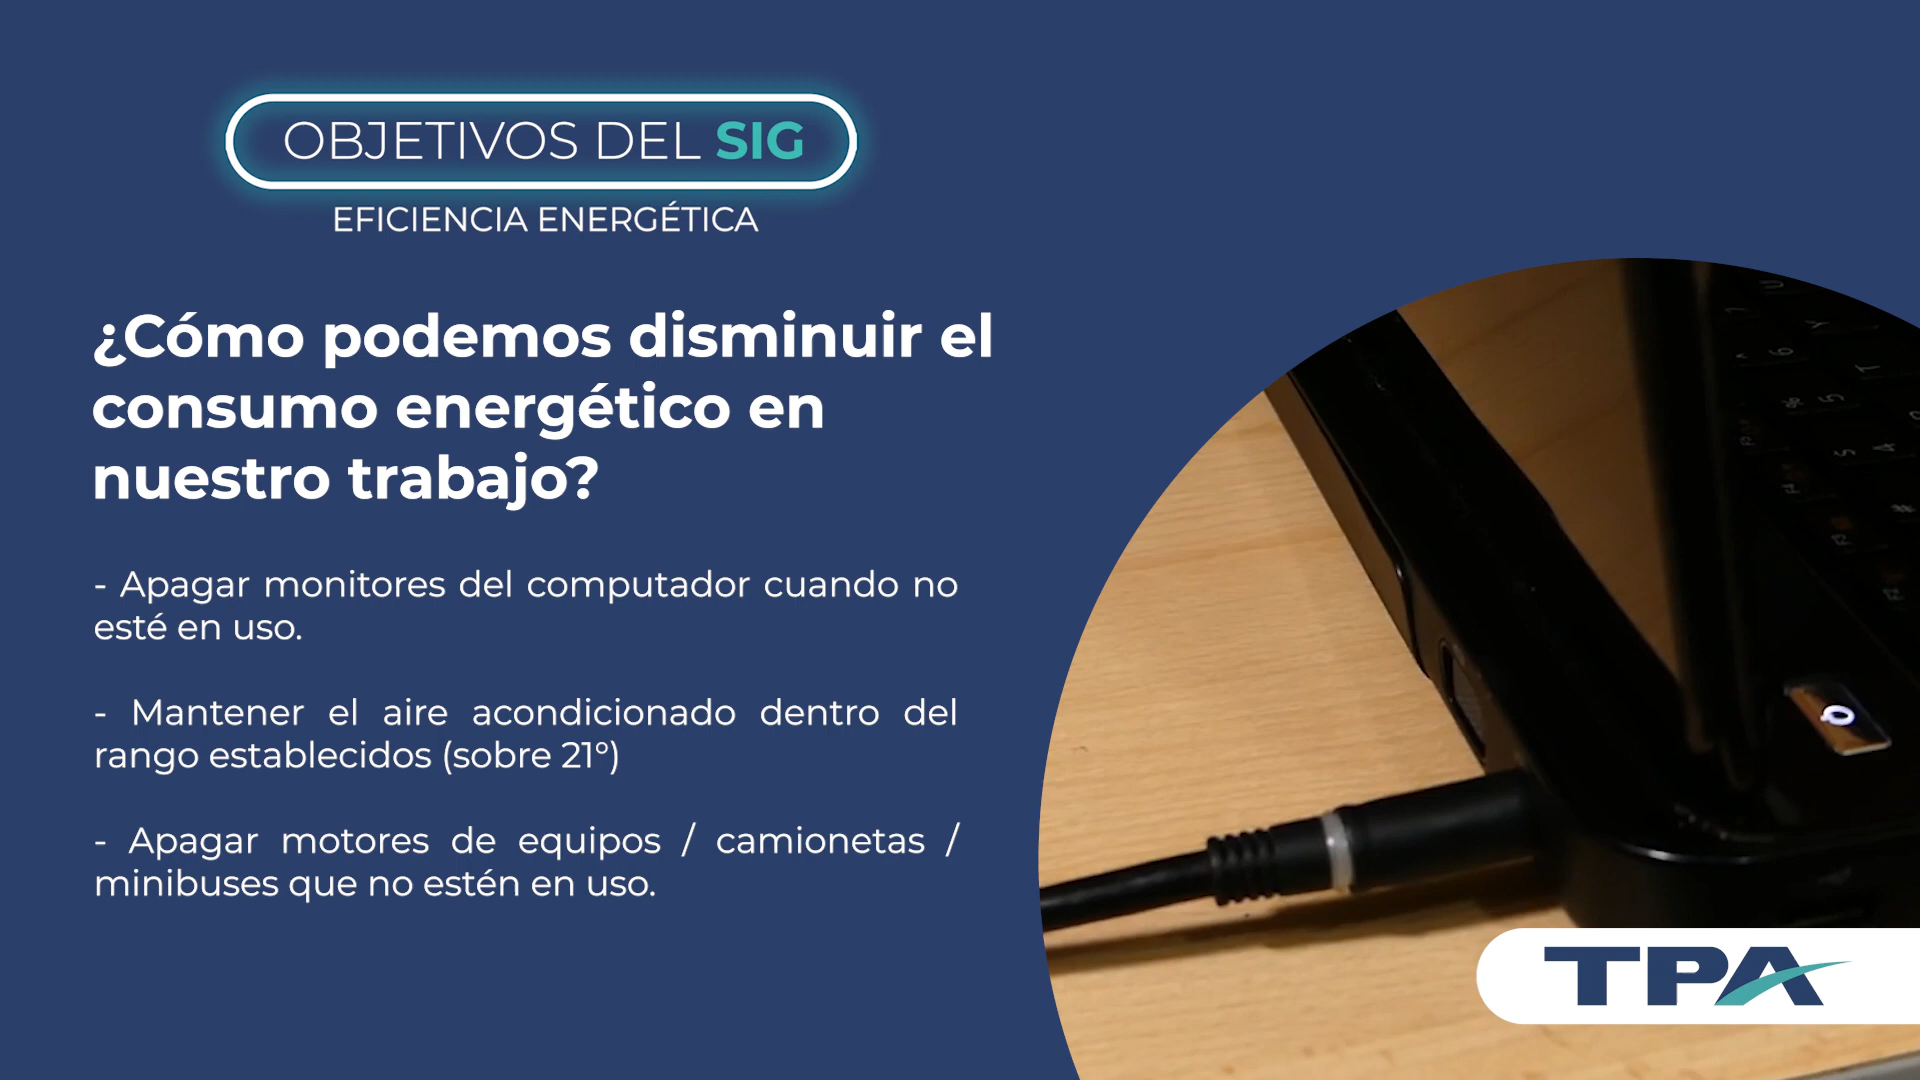 OBJETIVOS DEL SIG
EFICIENCIA ENERGÉTICA
¿Cómo podemos disminuir el
consumo energético en
nuestro trabajo?
- Apagar monitores del computador cuando no
esté en uso.
- Mantener el aire acondicionado dentro del
rango establecidos (sobre 21°)
- Apagar motores de equipos / camionetas /
minibuses que no estén en uso.
TPA